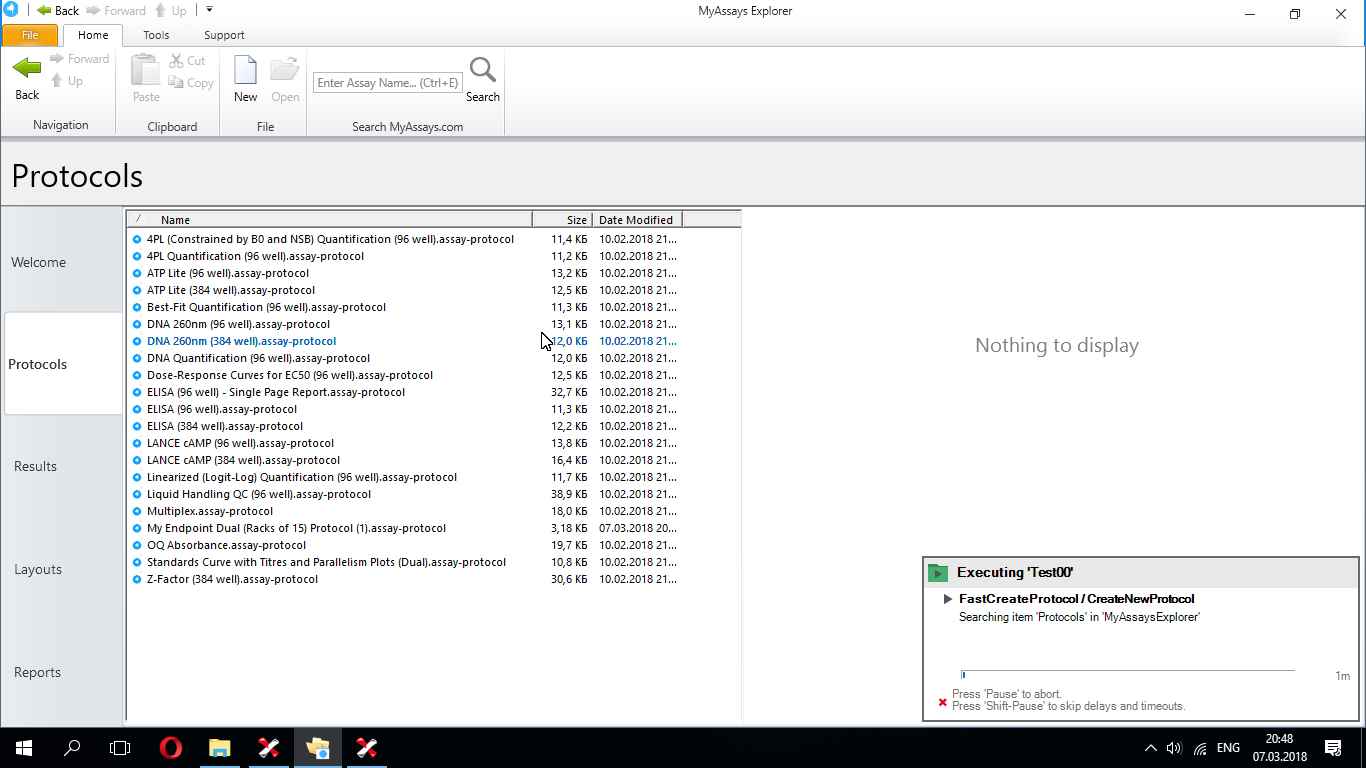 Back Forward Up MyAssays Explorer
File Home Tools Support
Back Forward Up Paste Cut Copy New Open Enter Assay Name... (Ctrl+E) Search
Navigation Clipboard File Search MyAssays.com
Protocols
Welcome
Protocols
Results
Layouts
Reports
Name Size Date Modified
4PL (Constrained by B0 and NSB) Quantification (96 well).assay-protocol 11,4 КБ 10.02.2018 21...
4PL Quantification (96 well).assay-protocol 11,2 КБ 10.02.2018 21...
ATP Lite (96 well).assay-protocol 13,2 КБ 10.02.2018 21...
ATP Lite (384 well).assay-protocol 12,5 КБ 10.02.2018 21...
Best-Fit Quantification (96 well).assay-protocol 11,3 КБ 10.02.2018 21...
DNA 260nm (96 well).assay-protocol 13,1 КБ 10.02.2018 21...
DNA 260nm (384 well).assay-protocol 12,0 КБ 10.02.2018 21...
DNA Quantification (96 well).assay-protocol 12,0 КБ 10.02.2018 21...
Dose-Response Curves for EC50 (96 well).assay-protocol 12,5 КБ 10.02.2018 21...
ELISA (96 well) - Single Page Report.assay-protocol 32,7 КБ 10.02.2018 21...
ELISA (96 well).assay-protocol 11,3 КБ 10.02.2018 21...
ELISA (384 well).assay-protocol 12,2 КБ 10.02.2018 21...
LANCE cAMP (96 well).assay-protocol 13,8 КБ 10.02.2018 21...
LANCE cAMP (384 well).assay-protocol 16,4 КБ 10.02.2018 21...
Linearized (Logit-Log) Quantification (96 well).assay-protocol 11,7 КБ 10.02.2018 21...
Liquid Handling QC (96 well).assay-protocol 38,9 КБ 10.02.2018 21...
Multiplex.assay-protocol 18,0 КБ 10.02.2018 21...
My Endpoint Dual (Racks of 15) Protocol (1).assay-protocol 3,18 КБ 07.03.2018 20...
OQ Absorbance.assay-protocol 19,7 КБ 10.02.2018 21...
Standards Curve with Titres and Parallelism Plots (Dual).assay-protocol 10,8 КБ 10.02.2018 21...
Z-Factor (384 well).assay-protocol 30,6 КБ 10.02.2018 21...
Nothing to display
Executing 'Test00'
FastCreateProtocol / CreateNewProtocol
Searching item 'Protocols' in 'MyAssaysExplorer'
1m
Press 'Pause' to abort.
Press 'Shift-Pause' to skip delays and timeouts.
ENG
20:48
07.03.2018